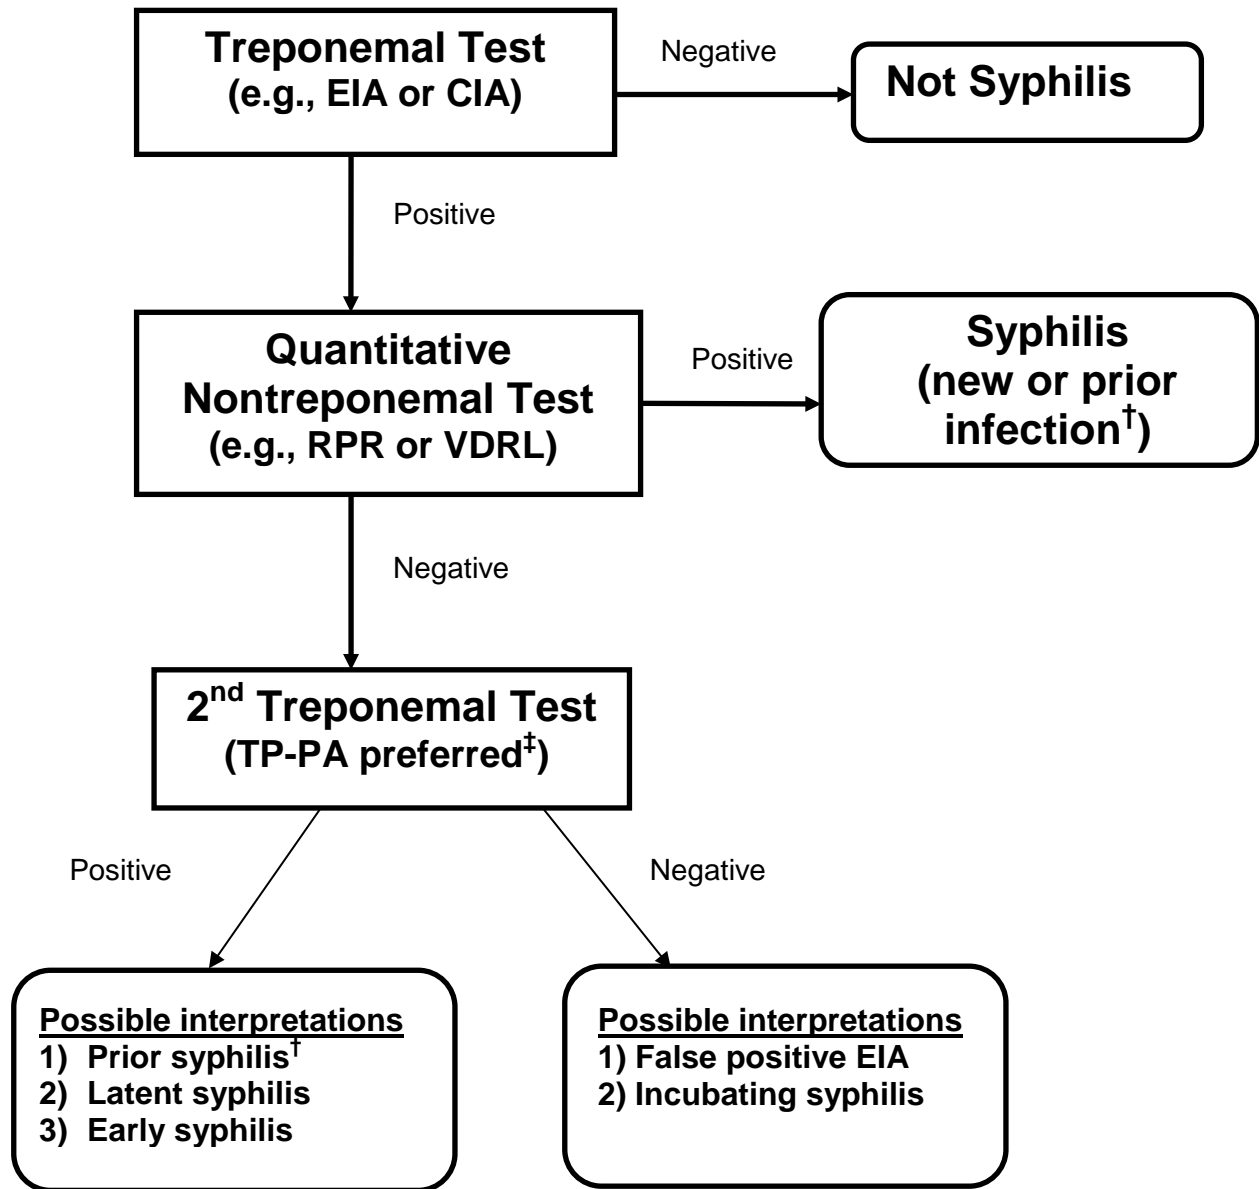 Treponemal Test
(e.g., EIA or CIA)
Negative
Not Syphilis
Positive
Quantitative
Nontreponemal Test
(e.g., RPR or VDRL)
Positive
Syphilis
(new or prior
infection†)
Negative
2nd Treponemal Test
(TP-PA preferred‡)
Positive
Negative
Possible interpretations
1) Prior syphilis†
2) Latent syphilis
3) Early syphilis
Possible interpretations
1) False positive EIA
2) Incubating syphilis